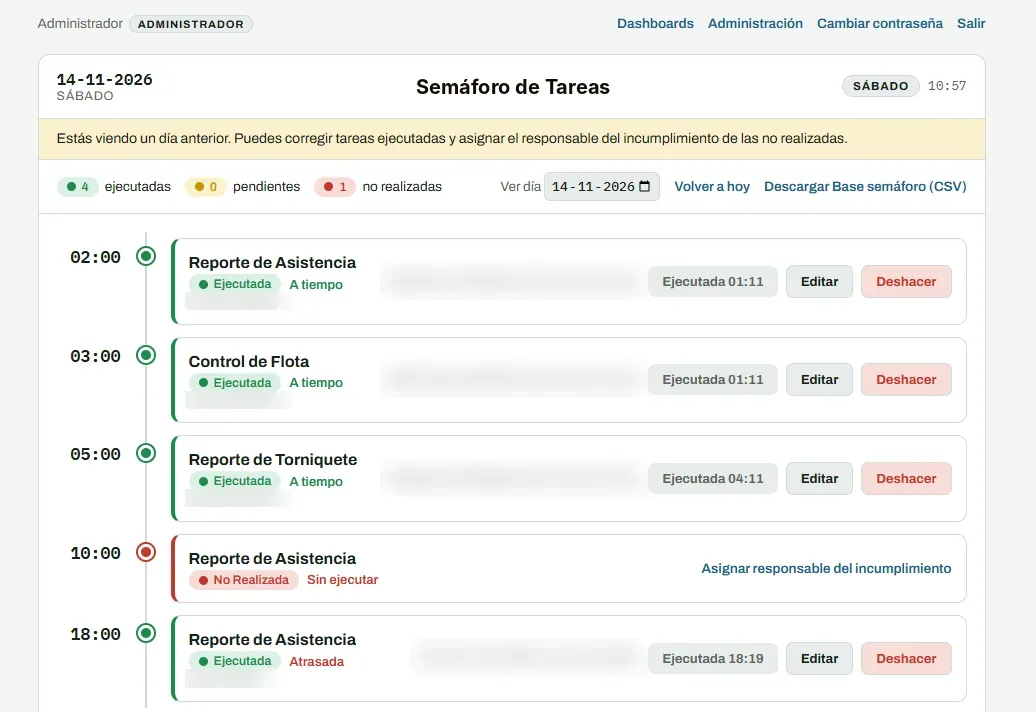 Administrador ADMINISTRADOR Dashboards Administración Cambiar contraseña Salir
14-11-2026
SÁBADO
Semáforo de Tareas
SÁBADO 10:57
Estás viendo un día anterior. Puedes corregir tareas ejecutadas y asignar el responsable del incumplimiento de las no realizadas.
4 ejecutadas 0 pendientes 1 no realizadas Ver día 14-11-2026 Volver a hoy Descargar Base semáforo (CSV)
02:00 Reporte de Asistencia
Ejecutada A tiempo Ejecutada 01:11 Editar Deshacer
03:00 Control de Flota
Ejecutada A tiempo Ejecutada 01:11 Editar Deshacer
05:00 Reporte de Torniquete
Ejecutada A tiempo Ejecutada 04:11 Editar Deshacer
10:00 Reporte de Asistencia
No Realizada Sin ejecutar Asignar responsable del incumplimiento
18:00 Reporte de Asistencia
Ejecutada Atrasada Ejecutada 18:19 Editar Deshacer